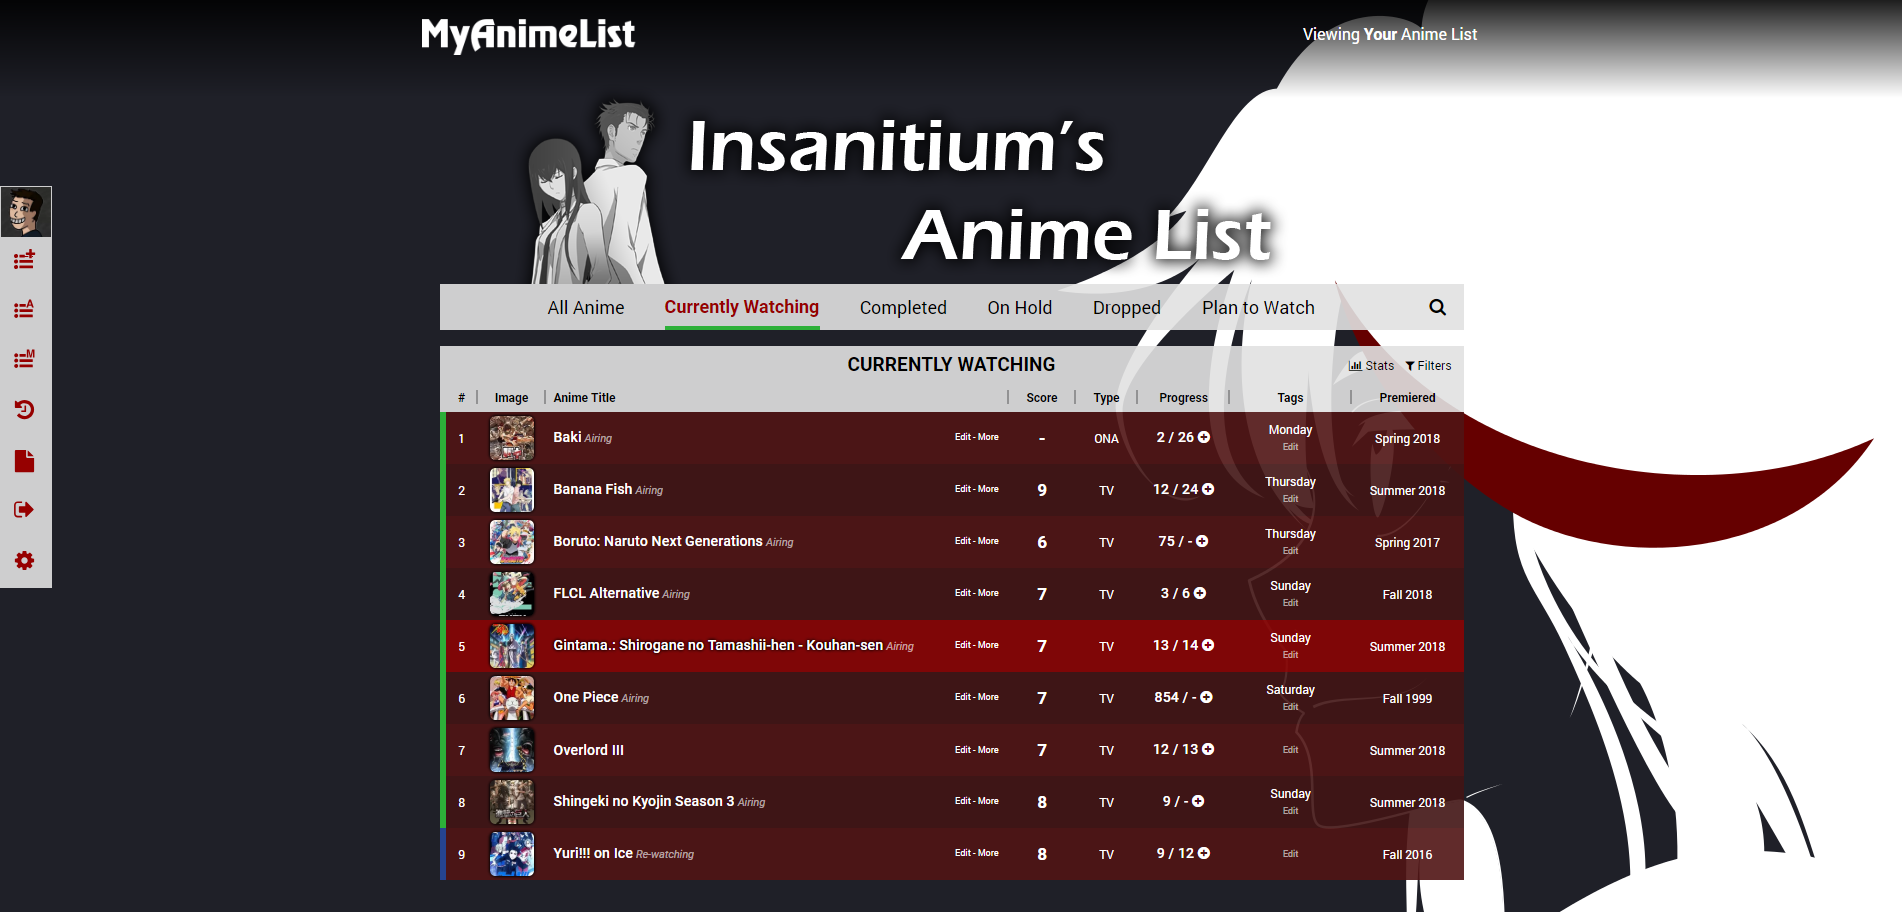 MyAnimeList
Viewing Your Anime List
Insanitium's
Anime List
All Anime Currently Watching Completed On Hold Dropped Plan to Watch
CURRENTLY WATCHING
Stats Filters
# Image Anime Title Score Type Progress Tags Premiered
1 Baki Airing Edit - More - ONA 2 / 26 Monday Edit Spring 2018
2 Banana Fish Airing Edit - More 9 TV 12 / 24 Thursday Edit Summer 2018
3 Boruto: Naruto Next Generations Airing Edit - More 6 TV 75 / - Thursday Edit Spring 2017
4 FLCL Alternative Airing Edit - More 7 TV 3 / 6 Sunday Edit Fall 2018
5 Gintama.: Shirogane no Tamashii-hen - Kouhan-sen Airing Edit - More 7 TV 13 / 14 Sunday Edit Summer 2018
6 One Piece Airing Edit - More 7 TV 854 / - Saturday Edit Fall 1999
7 Overlord III Edit - More 7 TV 12 / 13 Edit Summer 2018
8 Shingeki no Kyojin Season 3 Airing Edit - More 8 TV 9 / - Sunday Edit Summer 2018
9 Yuri!!! on Ice Re-watching Edit - More 8 TV 9 / 12 Edit Fall 2016
A
M